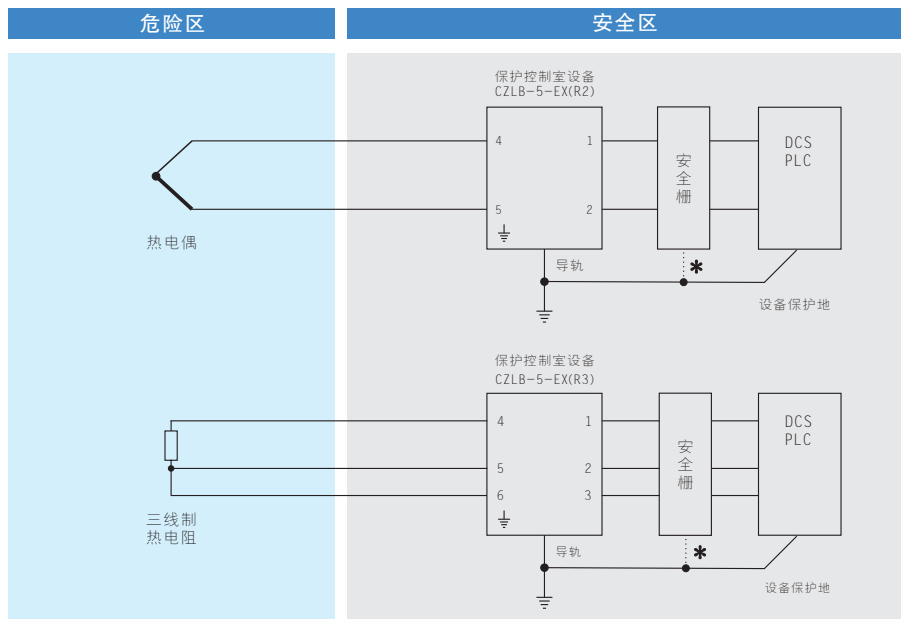 危险区
安全区
保护控制室设备
CZLB-5-EX(R2)
4
1
DCS
PLC
安全栅
5
2
热电偶
导轨
*
设备保护地
保护控制室设备
CZLB-5-EX(R3)
4
1
DCS
PLC
安全栅
5
2
6
3
三线制
热电阻
导轨
*
设备保护地